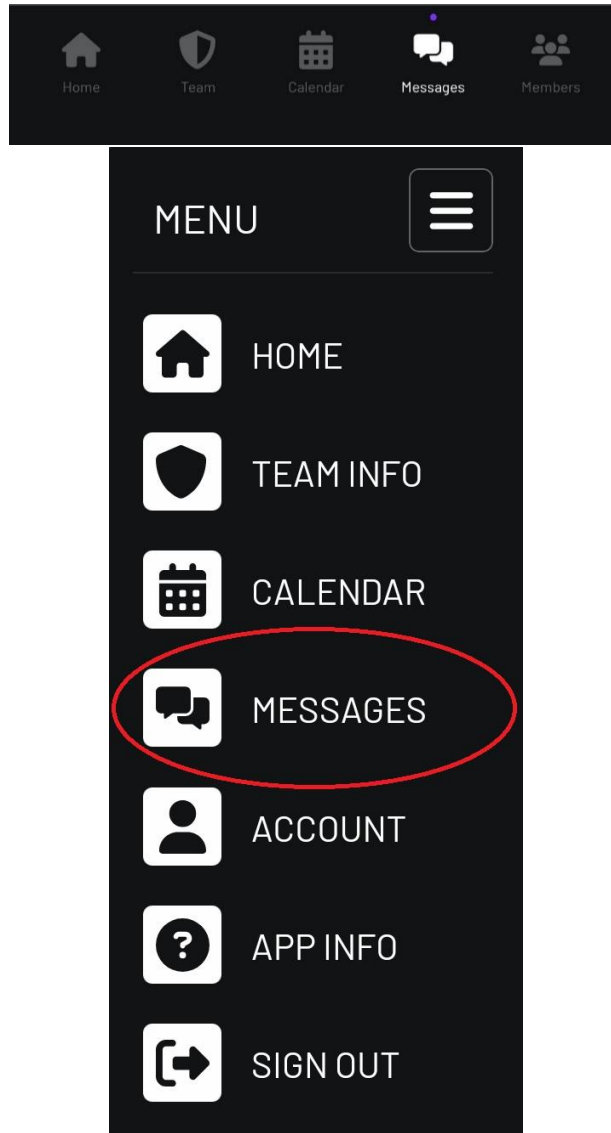 Home Team Calendar Messages Members
MENU
HOME
TEAM INFO
CALENDAR
MESSAGES
ACCOUNT
?
APP INFO
SIGN OUT